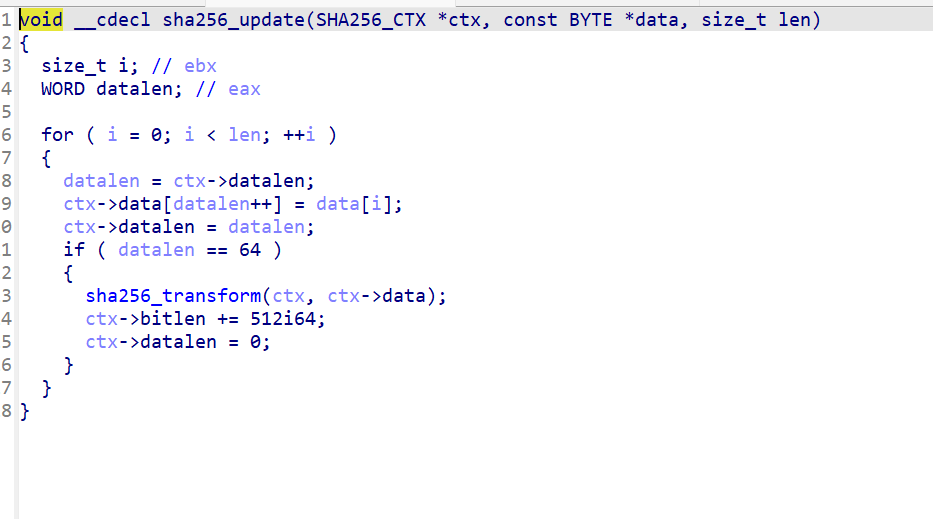 1 void __cdecl sha256_update(SHA256_CTX *ctx, const BYTE *data, size_t len)
2 {
3   size_t i; // ebx
4   WORD datalen; // eax
5
6   for ( i = 0; i < len; ++i )
7   {
8     datalen = ctx->datalen;
9     ctx->data[datalen++] = data[i];
0     ctx->datalen = datalen;
1     if ( datalen == 64 )
2     {
3       sha256_transform(ctx, ctx->data);
4       ctx->bitlen += 512i64;
5       ctx->datalen = 0;
6     }
7   }
8 }